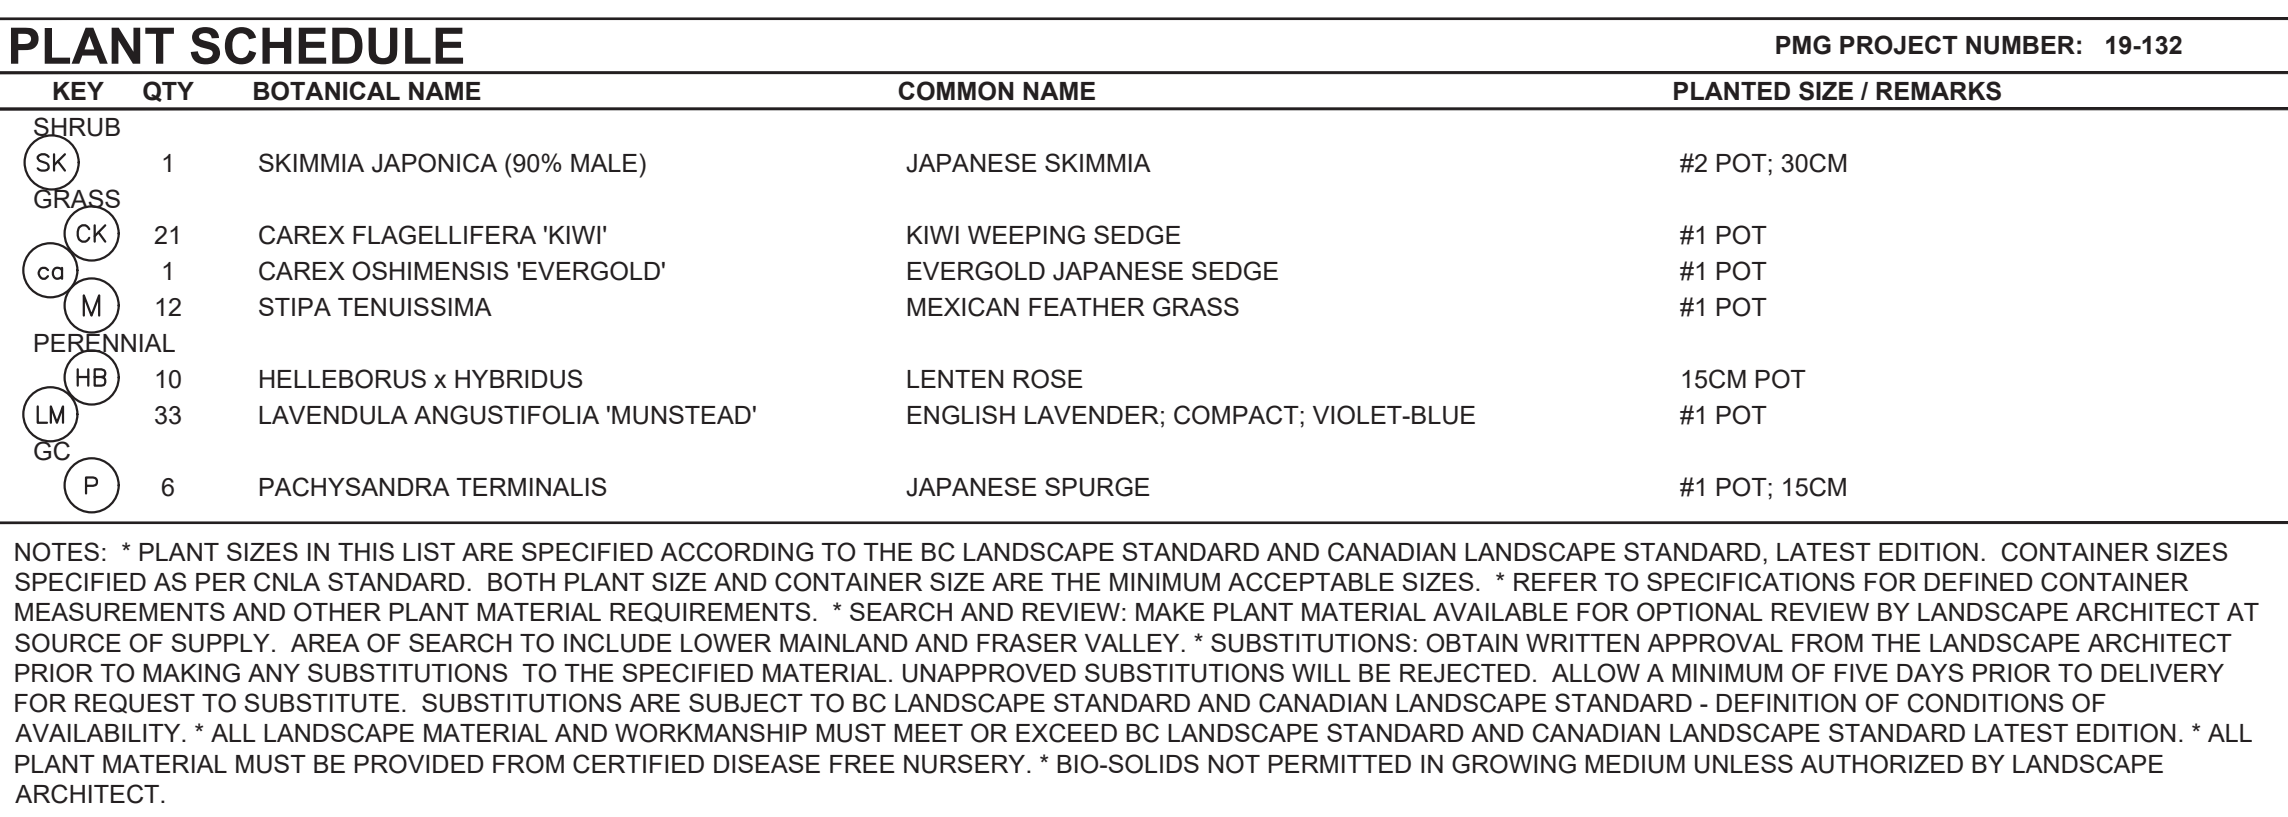 PLANT SCHEDULE PMG PROJECT NUMBER: 19-132
KEY QTY BOTANICAL NAME COMMON NAME PLANTED SIZE / REMARKS
SHRUB
SK 1 SKIMMIA JAPONICA (90% MALE) JAPANESE SKIMMIA #2 POT; 30CM
GRASS
CK 21 CAREX FLAGELLIFERA 'KIWI' KIWI WEEPING SEDGE #1 POT
ca 1 CAREX OSHIMENSIS 'EVERGOLD' EVERGOLD JAPANESE SEDGE #1 POT
M 12 STIPA TENUISSIMA MEXICAN FEATHER GRASS #1 POT
PERENNIAL
HB 10 HELLEBORUS x HYBRIDUS LENTEN ROSE 15CM POT
LM 33 LAVENDULA ANGUSTIFOLIA 'MUNSTEAD' ENGLISH LAVENDER; COMPACT; VIOLET-BLUE #1 POT
GC
P 6 PACHYSANDRA TERMINALIS JAPANESE SPURGE #1 POT; 15CM
NOTES: * PLANT SIZES IN THIS LIST ARE SPECIFIED ACCORDING TO THE BC LANDSCAPE STANDARD AND CANADIAN LANDSCAPE STANDARD, LATEST EDITION. CONTAINER SIZES
SPECIFIED AS PER CNLA STANDARD. BOTH PLANT SIZE AND CONTAINER SIZE ARE THE MINIMUM ACCEPTABLE SIZES. * REFER TO SPECIFICATIONS FOR DEFINED CONTAINER
MEASUREMENTS AND OTHER PLANT MATERIAL REQUIREMENTS. * SEARCH AND REVIEW: MAKE PLANT MATERIAL AVAILABLE FOR OPTIONAL REVIEW BY LANDSCAPE ARCHITECT AT
SOURCE OF SUPPLY. AREA OF SEARCH TO INCLUDE LOWER MAINLAND AND FRASER VALLEY. * SUBSTITUTIONS: OBTAIN WRITTEN APPROVAL FROM THE LANDSCAPE ARCHITECT
PRIOR TO MAKING ANY SUBSTITUTIONS TO THE SPECIFIED MATERIAL. UNAPPROVED SUBSTITUTIONS WILL BE REJECTED. ALLOW A MINIMUM OF FIVE DAYS PRIOR TO DELIVERY
FOR REQUEST TO SUBSTITUTE. SUBSTITUTIONS ARE SUBJECT TO BC LANDSCAPE STANDARD AND CANADIAN LANDSCAPE STANDARD - DEFINITION OF CONDITIONS OF
AVAILABILITY. * ALL LANDSCAPE MATERIAL AND WORKMANSHIP MUST MEET OR EXCEED BC LANDSCAPE STANDARD AND CANADIAN LANDSCAPE STANDARD LATEST EDITION. * ALL
PLANT MATERIAL MUST BE PROVIDED FROM CERTIFIED DISEASE FREE NURSERY. * BIO-SOLIDS NOT PERMITTED IN GROWING MEDIUM UNLESS AUTHORIZED BY LANDSCAPE
ARCHITECT.